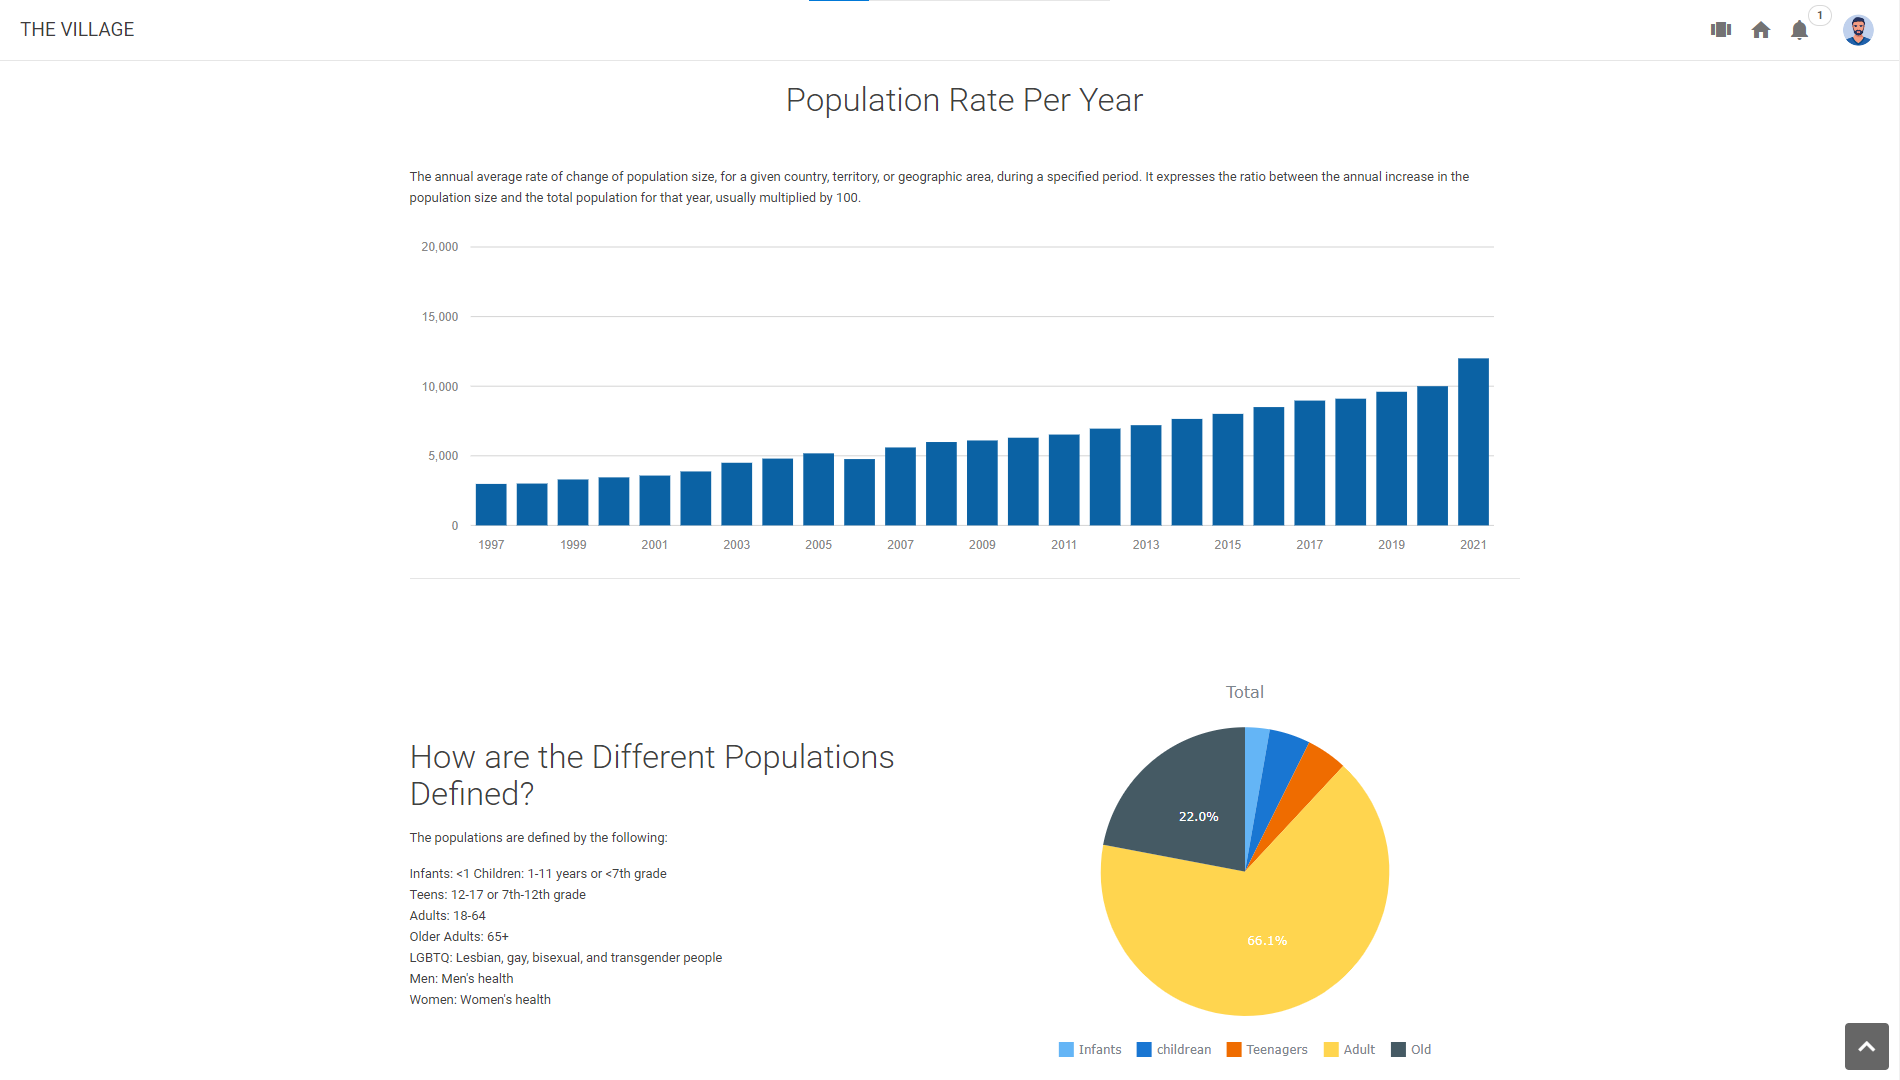 THE VILLAGE
1
Population Rate Per Year
The annual average rate of change of population size, for a given country, territory, or geographic area, during a specified period. It expresses the ratio between the annual increase in the
population size and the total population for that year, usually multiplied by 100.
20,000
15,000
10,000
5,000
0
1997 1999 2001 2003 2005 2007 2009 2011 2013 2015 2017 2019 2021
How are the Different Populations
Defined?
The populations are defined by the following:
Infants: <1 Children: 1-11 years or <7th grade
Teens: 12-17 or 7th-12th grade
Adults: 18-64
Older Adults: 65+
LGBTQ: Lesbian, gay, bisexual, and transgender people
Men: Men's health
Women: Women's health
Total
22.0%
66.1%
Infants childrean Teenagers Adult Old